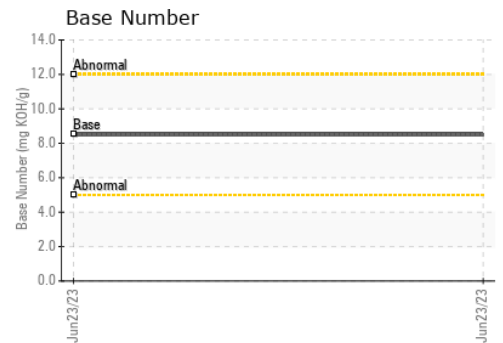 Base Number
14.0
Abnormal
12.0
10.0
Base
8.0
Abnormal
6.0
4.0
2.0
0.0
Base Number (mg KOH/g)
Jun23/23
Jun23/23